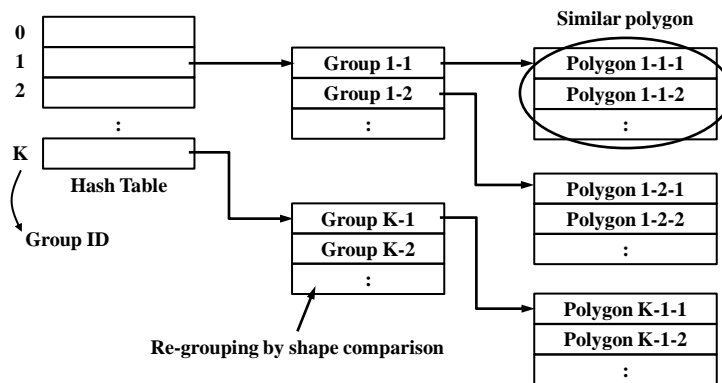 Similar polygon
0
1
2
:
K
Hash Table
Group ID
Group 1-1
Group 1-2
:
Group K-1
Group K-2
:
Re-grouping by shape comparison
Polygon 1-1-1
Polygon 1-1-2
:
Polygon 1-2-1
Polygon 1-2-2
:
Polygon K-1-1
Polygon K-1-2
: